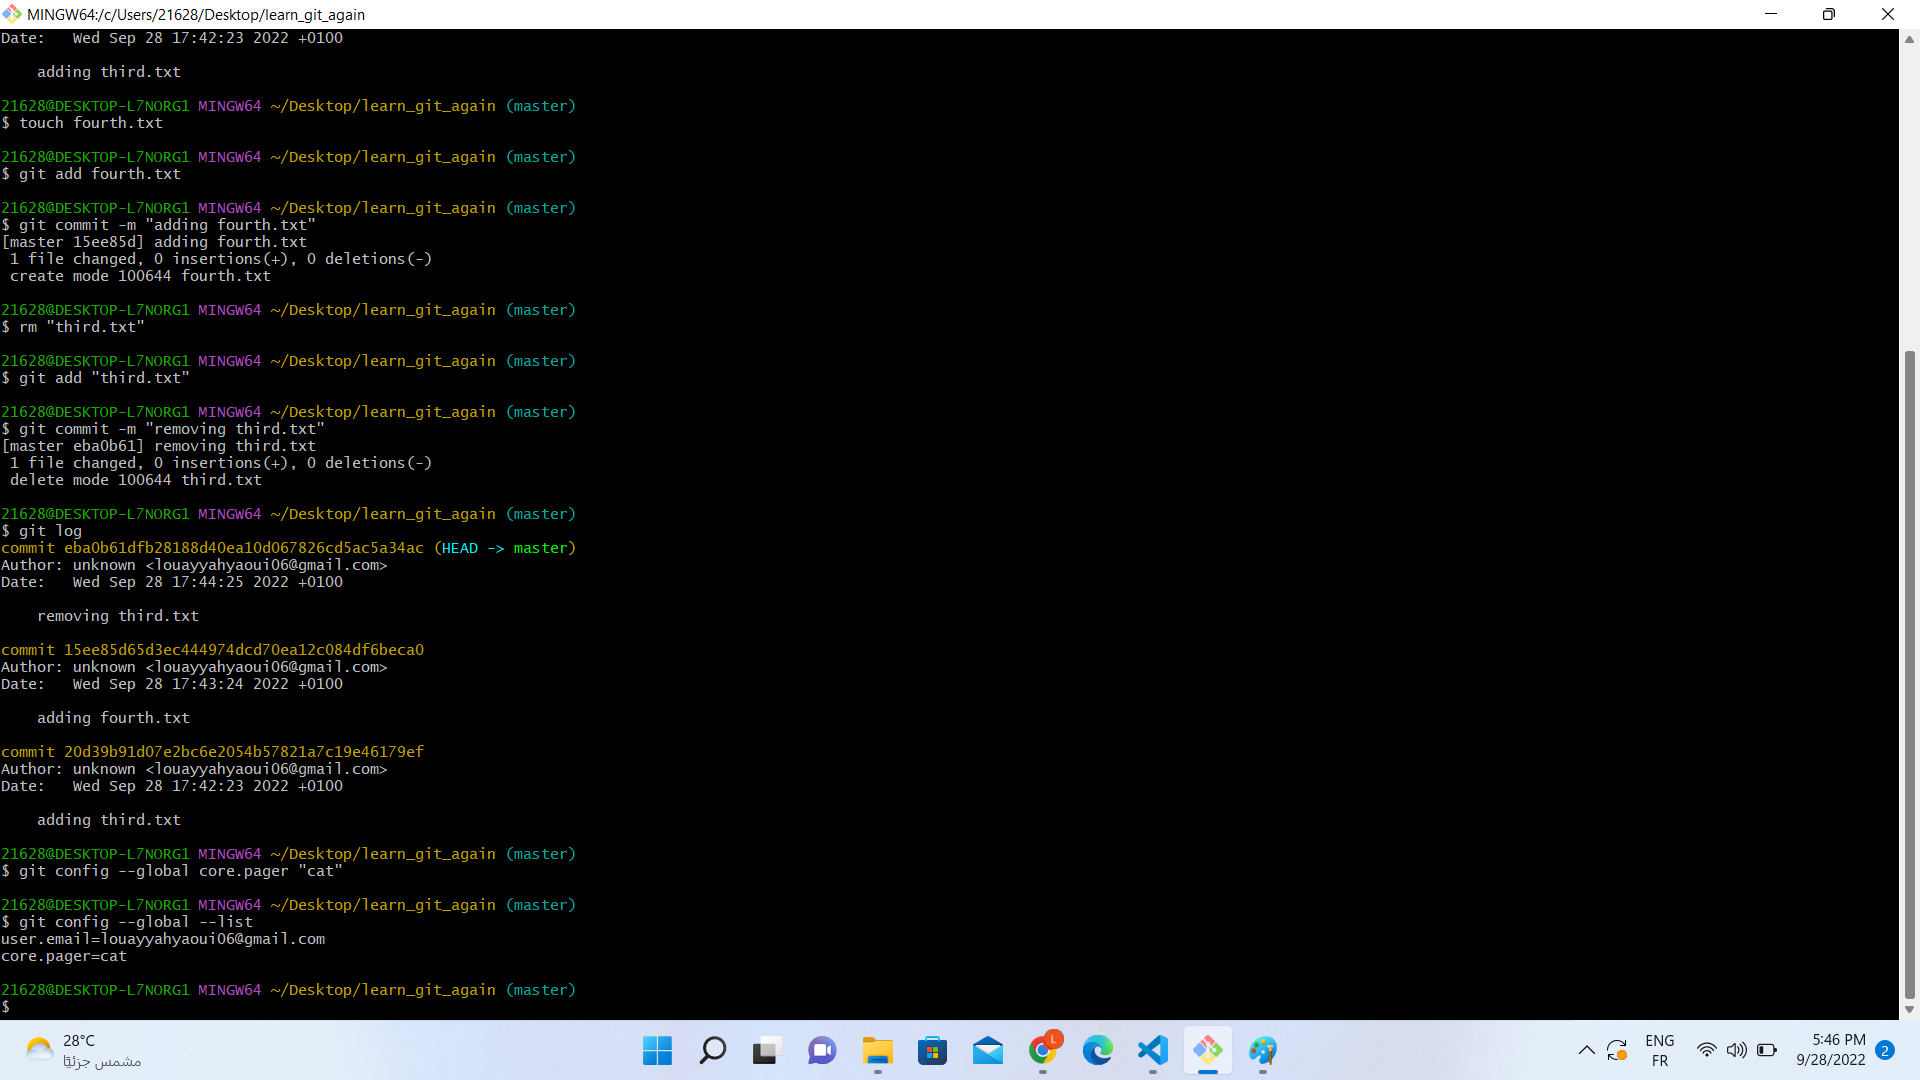 MINGW64:/c/Users/21628/Desktop/learn_git_again
Date:   Wed Sep 28 17:42:23 2022 +0100
    adding third.txt
21628@DESKTOP-L7NORG1 MINGW64 ~/Desktop/learn_git_again (master)
$ touch fourth.txt
21628@DESKTOP-L7NORG1 MINGW64 ~/Desktop/learn_git_again (master)
$ git add fourth.txt
21628@DESKTOP-L7NORG1 MINGW64 ~/Desktop/learn_git_again (master)
$ git commit -m "adding fourth.txt"
[master 15ee85d] adding fourth.txt
 1 file changed, 0 insertions(+), 0 deletions(-)
 create mode 100644 fourth.txt
21628@DESKTOP-L7NORG1 MINGW64 ~/Desktop/learn_git_again (master)
$ rm "third.txt"
21628@DESKTOP-L7NORG1 MINGW64 ~/Desktop/learn_git_again (master)
$ git add "third.txt"
21628@DESKTOP-L7NORG1 MINGW64 ~/Desktop/learn_git_again (master)
$ git commit -m "removing third.txt"
[master eba0b61] removing third.txt
 1 file changed, 0 insertions(+), 0 deletions(-)
 delete mode 100644 third.txt
21628@DESKTOP-L7NORG1 MINGW64 ~/Desktop/learn_git_again (master)
$ git log
commit eba0b61dfb28188d40ea10d067826cd5ac5a34ac (HEAD -> master)
Author: unknown <louayyahyaoui06@gmail.com>
Date:   Wed Sep 28 17:44:25 2022 +0100
    removing third.txt
commit 15ee85d65d3ec444974dcd70ea12c084df6beca0
Author: unknown <louayyahyaoui06@gmail.com>
Date:   Wed Sep 28 17:43:24 2022 +0100
    adding fourth.txt
commit 20d39b91d07e2bc6e2054b57821a7c19e46179ef
Author: unknown <louayyahyaoui06@gmail.com>
Date:   Wed Sep 28 17:42:23 2022 +0100
    adding third.txt
21628@DESKTOP-L7NORG1 MINGW64 ~/Desktop/learn_git_again (master)
$ git config --global core.pager "cat"
21628@DESKTOP-L7NORG1 MINGW64 ~/Desktop/learn_git_again (master)
$ git config --global --list
user.email=louayyahyaoui06@gmail.com
core.pager=cat
21628@DESKTOP-L7NORG1 MINGW64 ~/Desktop/learn_git_again (master)
$
28°C
مشمس جزئيًا
L
ENG
FR
5:46 PM
9/28/2022
2